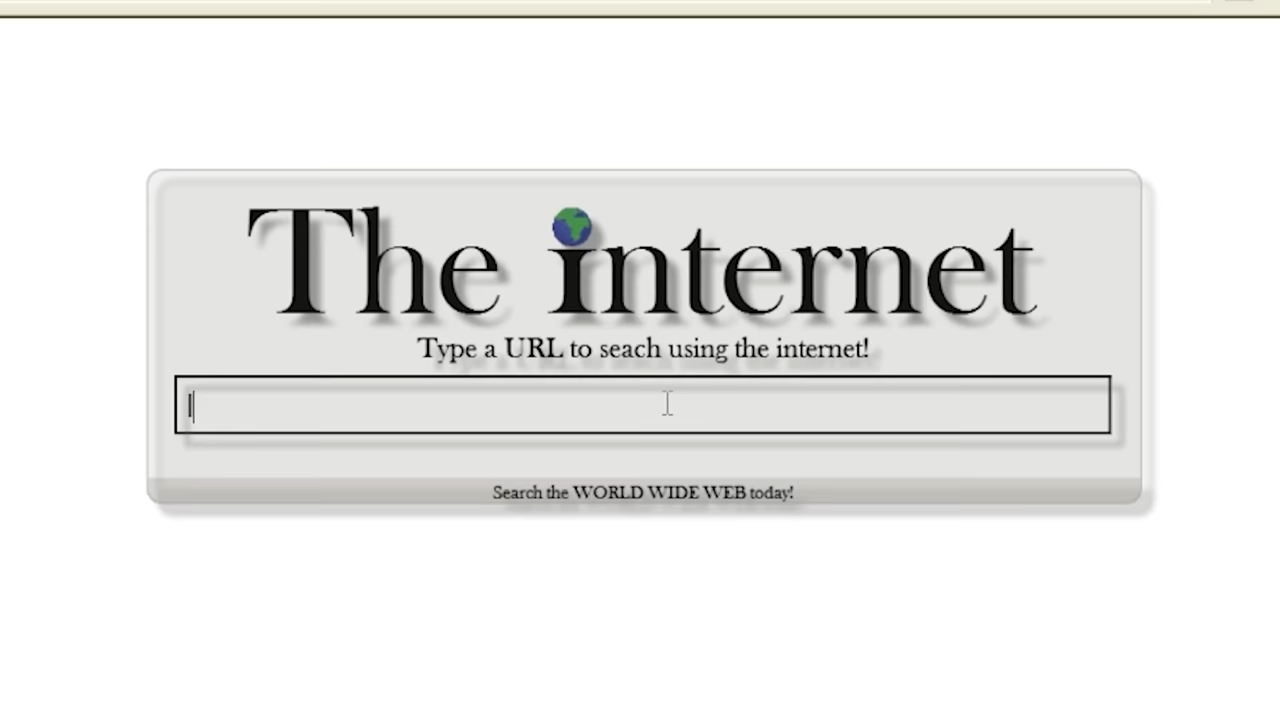 The internet
Type a URL to seach using the internet!
Search the WORLD WIDE WEB today!